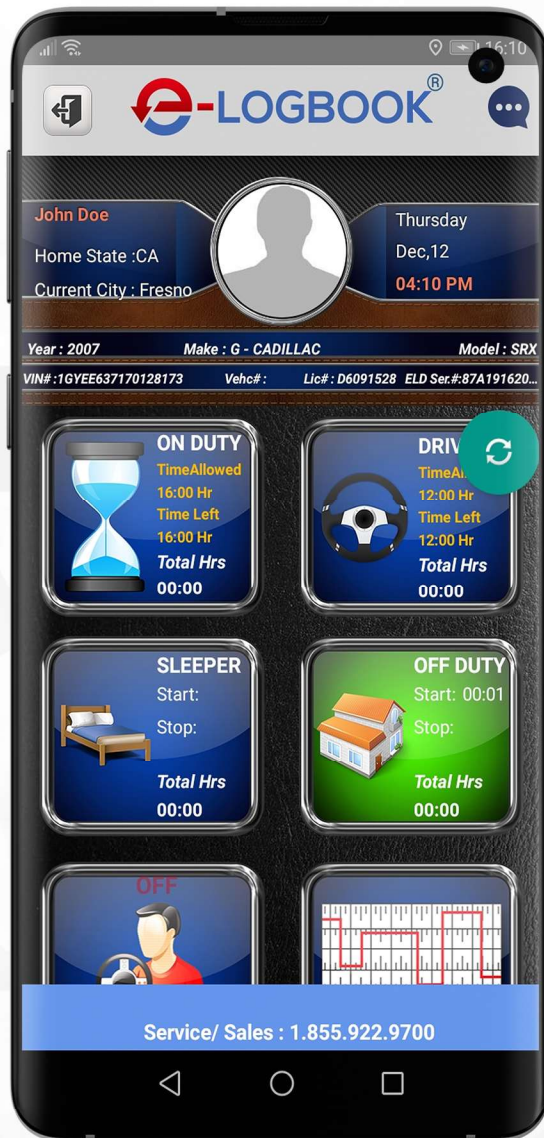 16:10
e-LOGBOOK®
John Doe
Home State :CA
Current City : Fresno
Thursday
Dec,12
04:10 PM
Year : 2007 Make : G - CADILLAC Model : SRX
VIN# :1GYEE637170128173 Vehc# : Lic# : D6091528 ELD Ser.#:87A191620...
ON DUTY
TimeAllowed
16:00 Hr
Time Left
16:00 Hr
Total Hrs
00:00
DRIV
TimeAl
12:00 Hr
Time Left
12:00 Hr
Total Hrs
00:00
SLEEPER
Start:
Stop:
Total Hrs
00:00
OFF DUTY
Start: 00:01
Stop:
Total Hrs
00:00
OFF
Service/ Sales : 1.855.922.9700